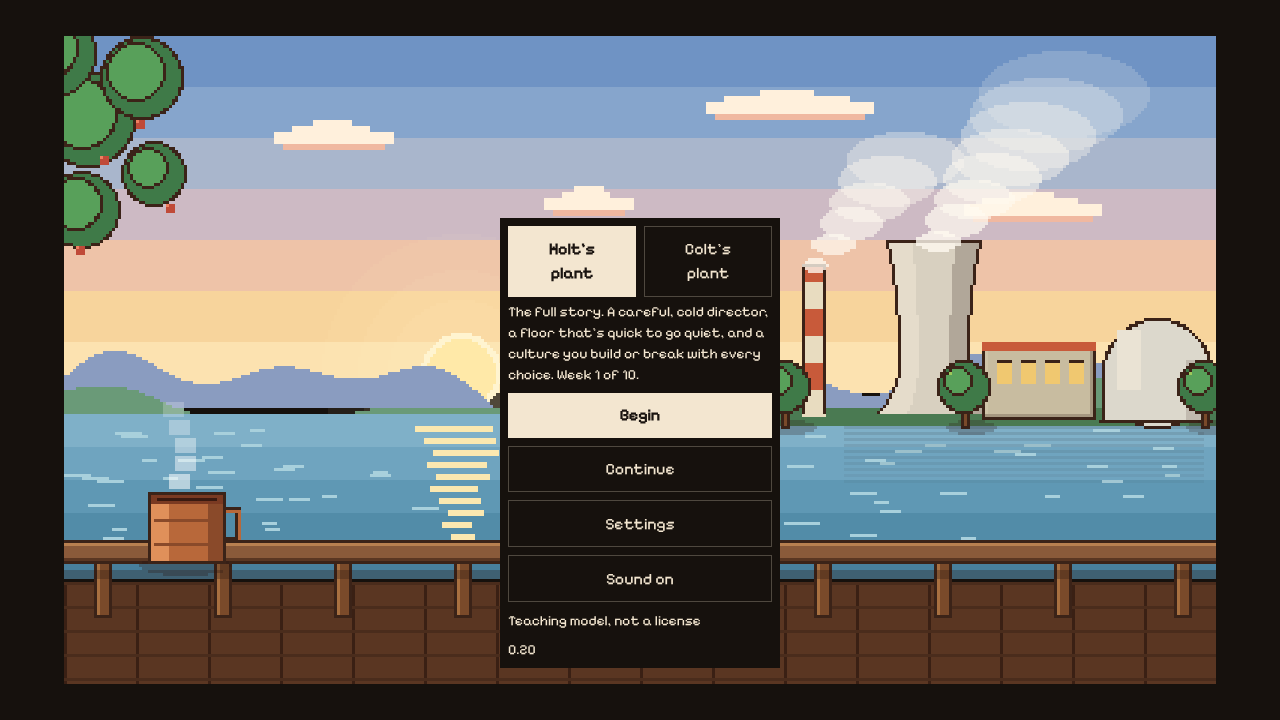 Holt's
plant
Colt's
plant
The full story. A careful, cold director,
a floor that's quick to go quiet, and a
culture you build or break with every
choice. Week 1 of 10.
Begin
Continue
Settings
Sound on
Teaching model, not a license
0.20